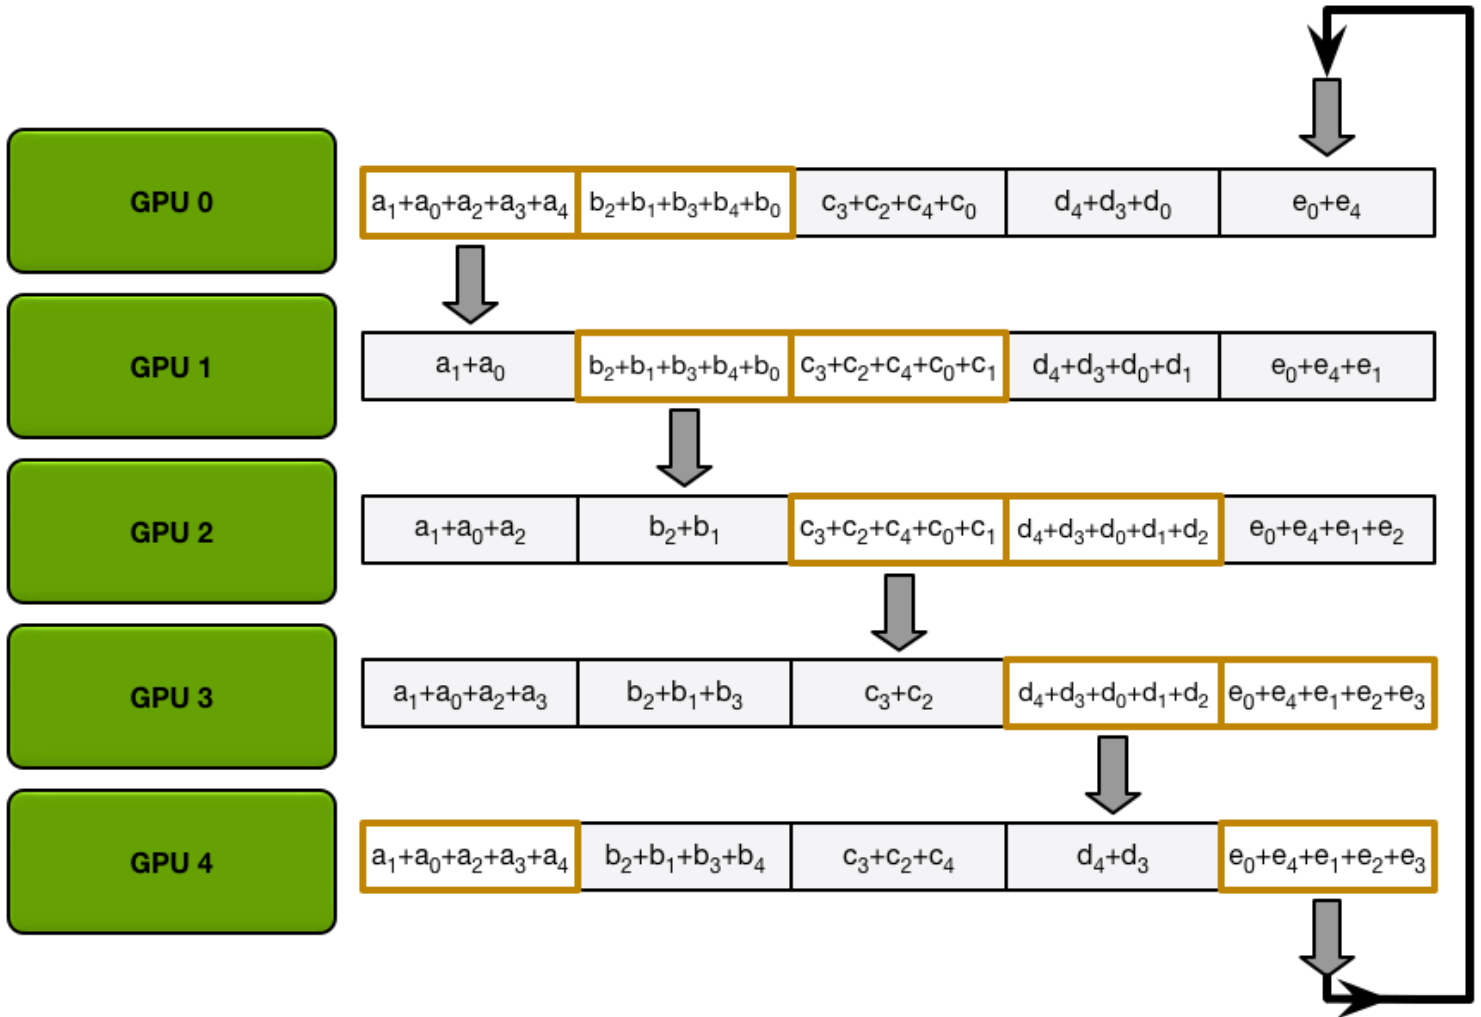 GPU 0
a₁+a₀+a₂+a₃+a₄ b₂+b₁+b₃+b₄+b₀ c₃+c₂+c₄+c₀ d₄+d₃+d₀ e₀+e₄
GPU 1
a₁+a₀ b₂+b₁+b₃+b₄+b₀ c₃+c₂+c₄+c₀+c₁ d₄+d₃+d₀+d₁ e₀+e₄+e₁
GPU 2
a₁+a₀+a₂ b₂+b₁ c₃+c₂+c₄+c₀+c₁ d₄+d₃+d₀+d₁+d₂ e₀+e₄+e₁+e₂
GPU 3
a₁+a₀+a₂+a₃ b₂+b₁+b₃ c₃+c₂ d₄+d₃+d₀+d₁+d₂ e₀+e₄+e₁+e₂+e₃
GPU 4
a₁+a₀+a₂+a₃+a₄ b₂+b₁+b₃+b₄ c₃+c₂+c₄ d₄+d₃ e₀+e₄+e₁+e₂+e₃